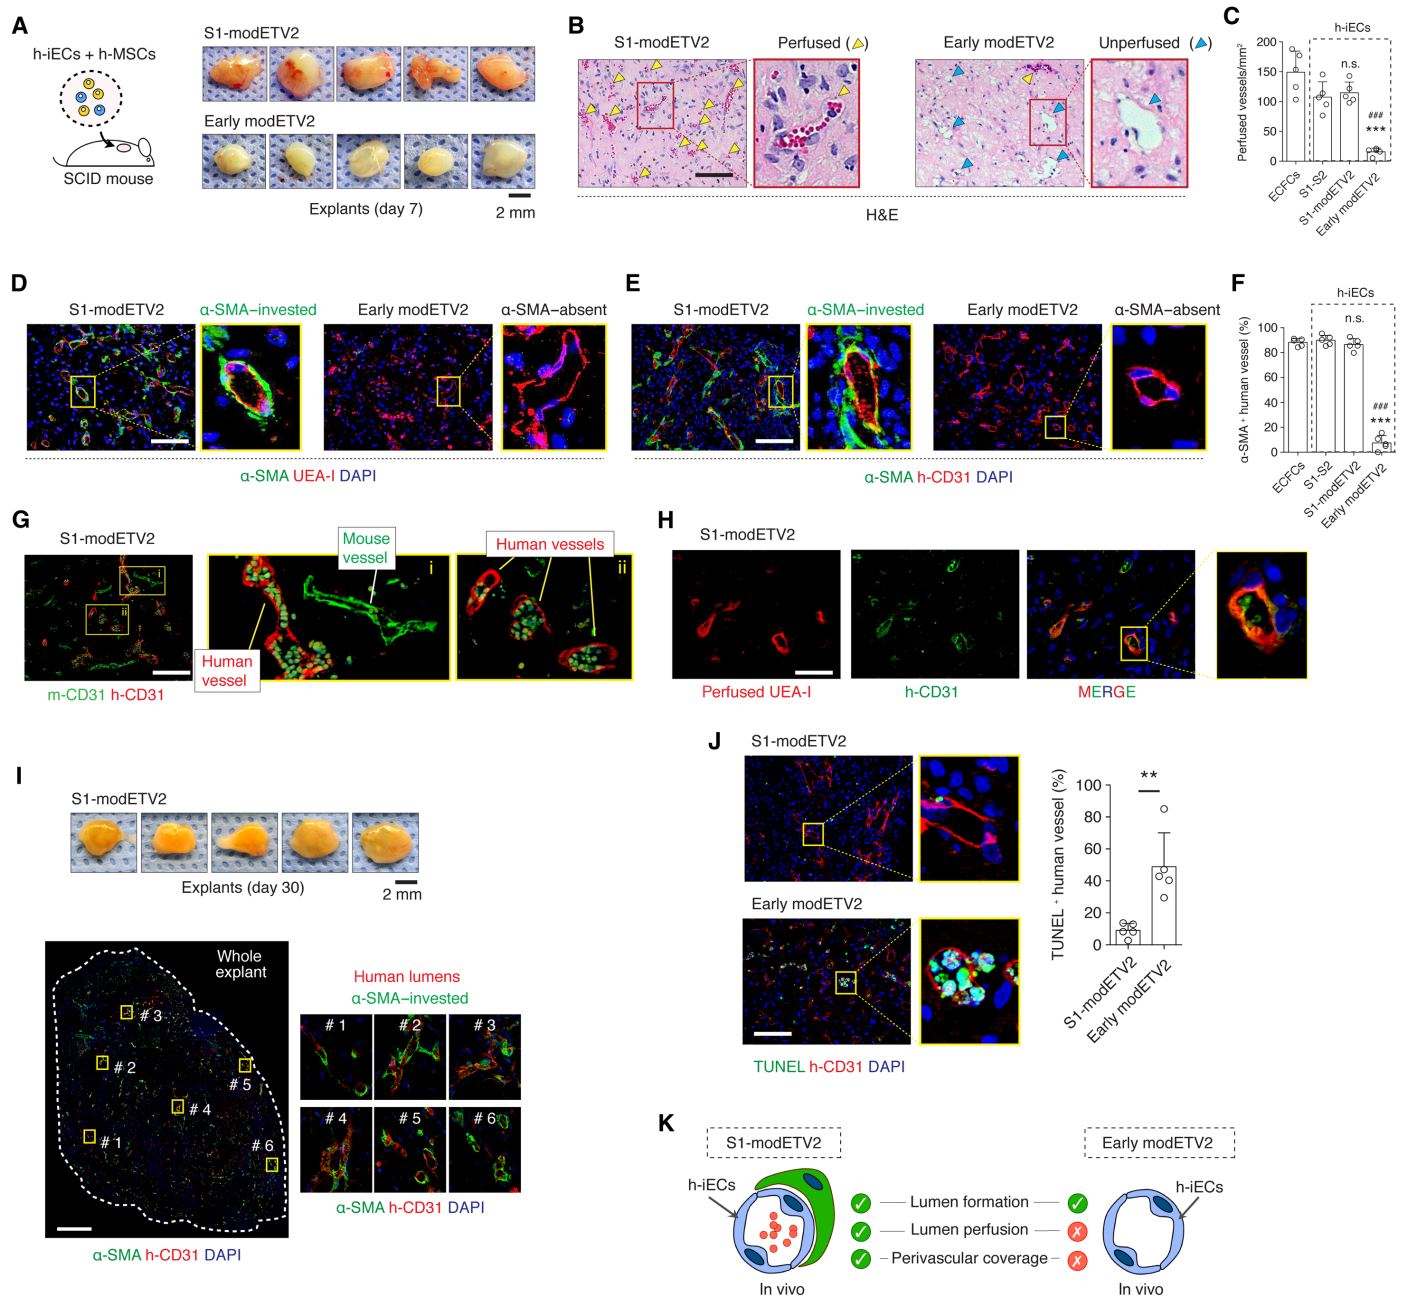 A
h-iECs + h-MSCs
SCID mouse
S1-modETV2
Early modETV2
Explants (day 7)
2 mm
B
S1-modETV2
Perfused ( )
Early modETV2
Unperfused ( )
H&E
C
h-iECs
n.s.
###
***
Perfused vessels/mm²
200
150
100
50
0
ECFCs
S1-S2
S1-modETV2
Early modETV2
D
S1-modETV2
α-SMA–invested
Early modETV2
α-SMA–absent
α-SMA UEA-I DAPI
E
S1-modETV2
α-SMA–invested
Early modETV2
α-SMA–absent
α-SMA h-CD31 DAPI
F
h-iECs
n.s.
###
***
α-SMA + human vessel (%)
100
80
60
40
20
0
ECFCs
S1-S2
S1-modETV2
Early modETV2
G
S1-modETV2
i
ii
Mouse
vessel
i
Human
vessel
Human vessels
ii
m-CD31 h-CD31
H
S1-modETV2
Perfused UEA-I
h-CD31
MERGE
I
S1-modETV2
Explants (day 30)
2 mm
Whole
explant
# 3
# 2
# 5
# 4
# 1
# 6
α-SMA h-CD31 DAPI
Human lumens
α-SMA–invested
# 1
# 2
# 3
# 4
# 5
# 6
α-SMA h-CD31 DAPI
J
S1-modETV2
Early modETV2
TUNEL h-CD31 DAPI
**
TUNEL + human vessel (%)
100
80
60
40
20
0
S1-modETV2
Early modETV2
K
S1-modETV2
Early modETV2
h-iECs
h-iECs
Lumen formation
Lumen perfusion
Perivascular coverage
In vivo
In vivo